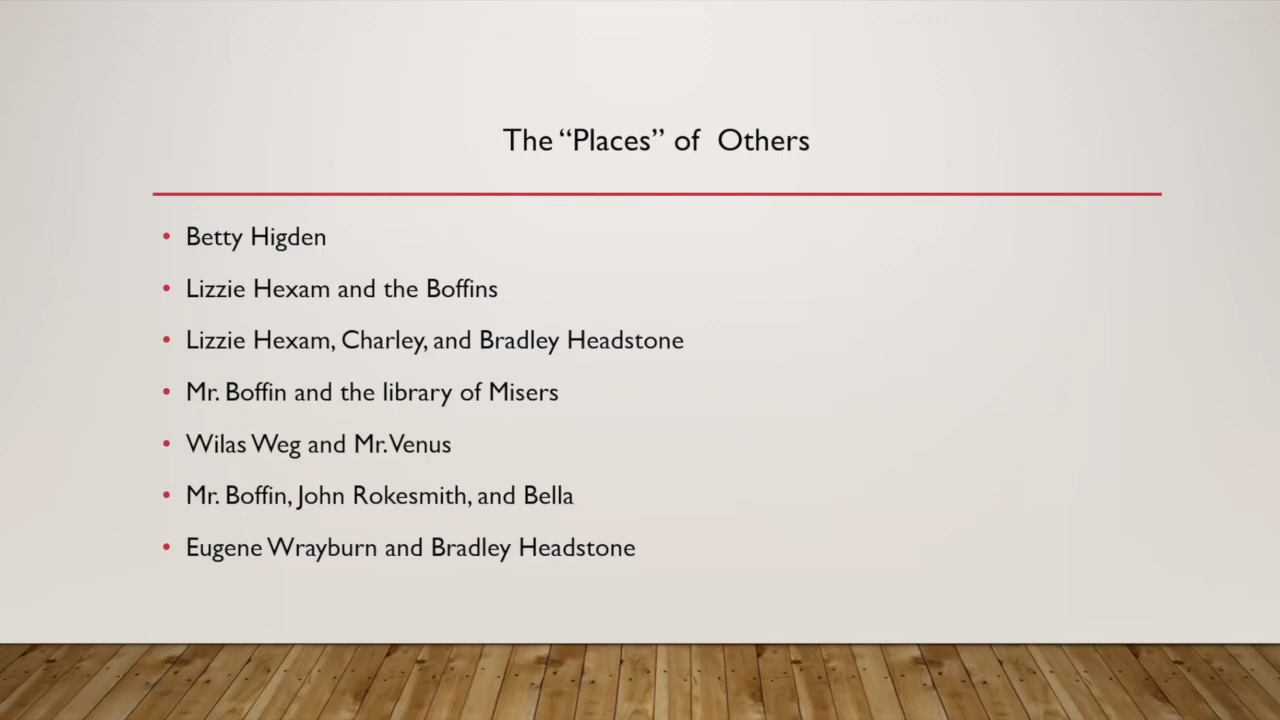 The “Places” of  Others
• Betty Higden
• Lizzie Hexam and the Boffins
• Lizzie Hexam, Charley, and Bradley Headstone
• Mr. Boffin and the library of Misers
• Wilas Weg and Mr. Venus
• Mr. Boffin, John Rokesmith, and Bella
• Eugene Wrayburn and Bradley Headstone